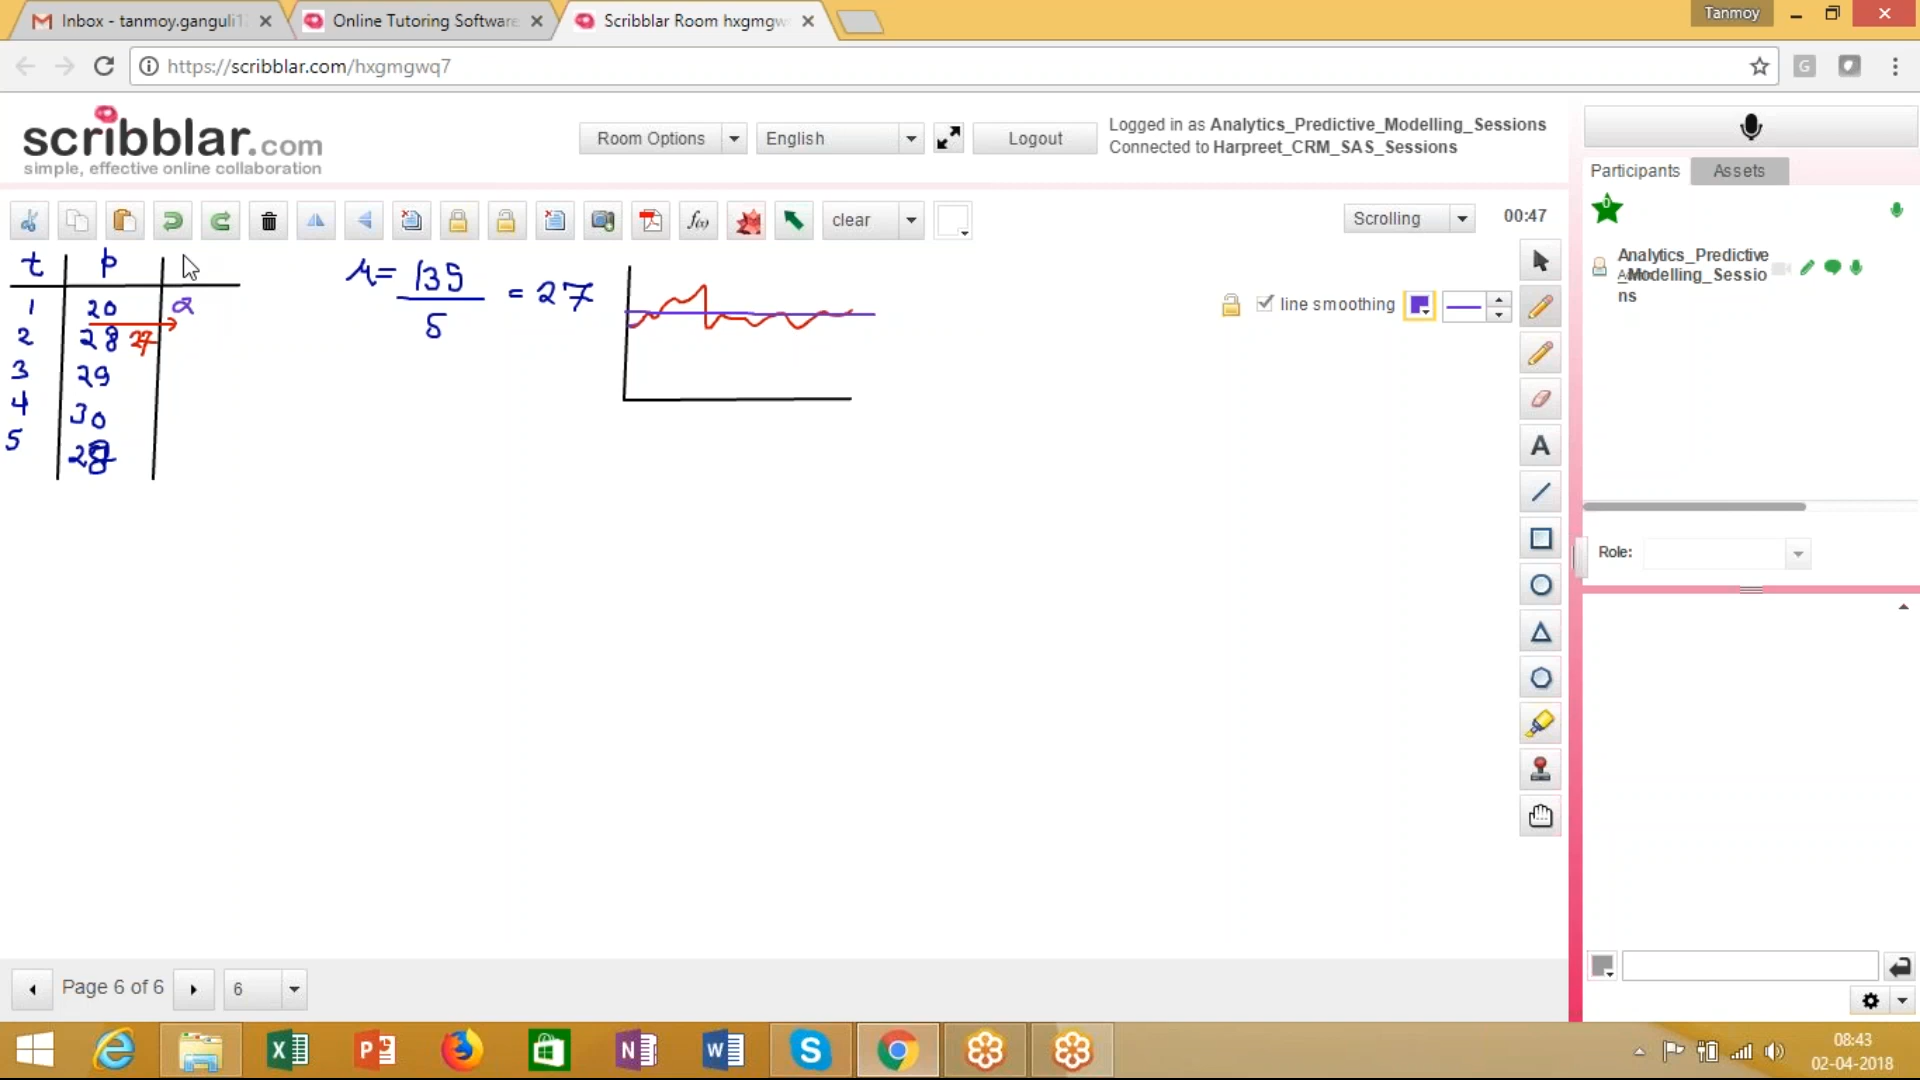 Inbox - tanmoy.ganguli1
Online Tutoring Software
Scribblar Room hxgmgw
Tanmoy
https://scribblar.com/hxgmgwq7
scribblar.com
simple, effective online collaboration
Room Options
English
Logout
Logged in as Analytics_Predictive_Modelling_Sessions
Connected to Harpreet_CRM_SAS_Sessions
f(x)
clear
Scrolling
00:47
t p
1 20
2 28 27
3 29
4 30
5
μ= 135
5
= 27
line smoothing
A
Participants
Assets
Analytics_Predictive
_Modelling_Sessio
ns
Role:
Page 6 of 6
6
08:43
02-04-2018